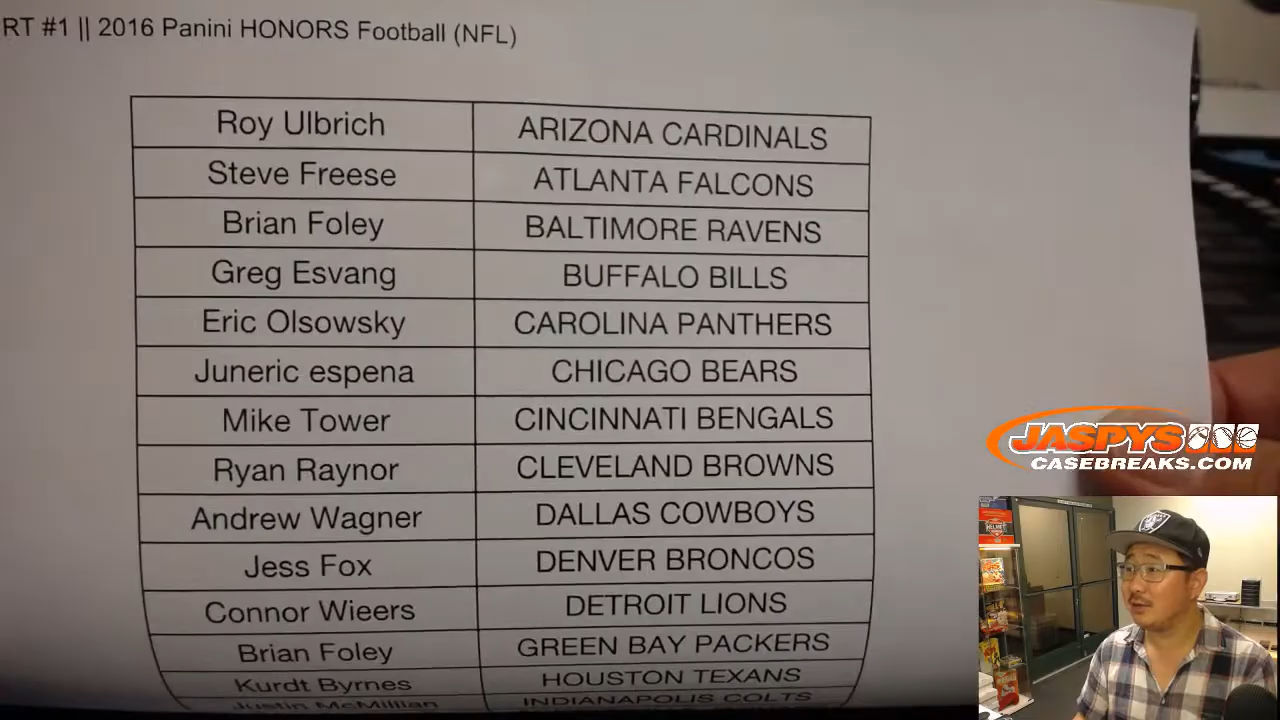 RT #1 || 2016 Panini HONORS Football (NFL)
Roy Ulbrich ARIZONA CARDINALS
Steve Freese ATLANTA FALCONS
Brian Foley BALTIMORE RAVENS
Greg Esvang BUFFALO BILLS
Eric Olsowsky CAROLINA PANTHERS
Juneric espena CHICAGO BEARS
Mike Tower CINCINNATI BENGALS
Ryan Raynor CLEVELAND BROWNS
Andrew Wagner DALLAS COWBOYS
Jess Fox DENVER BRONCOS
Connor Wieers DETROIT LIONS
Brian Foley GREEN BAY PACKERS
Kurdt Byrnes HOUSTON TEXANS
Justin McMillian INDIANAPOLIS COLTS
JASPYS
CASEBREAKS.COM